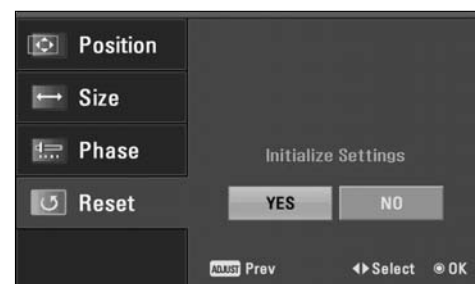 Position
Size
Phase
Reset
Initialize Settings
YES NO
ADJUST Prev Select OK